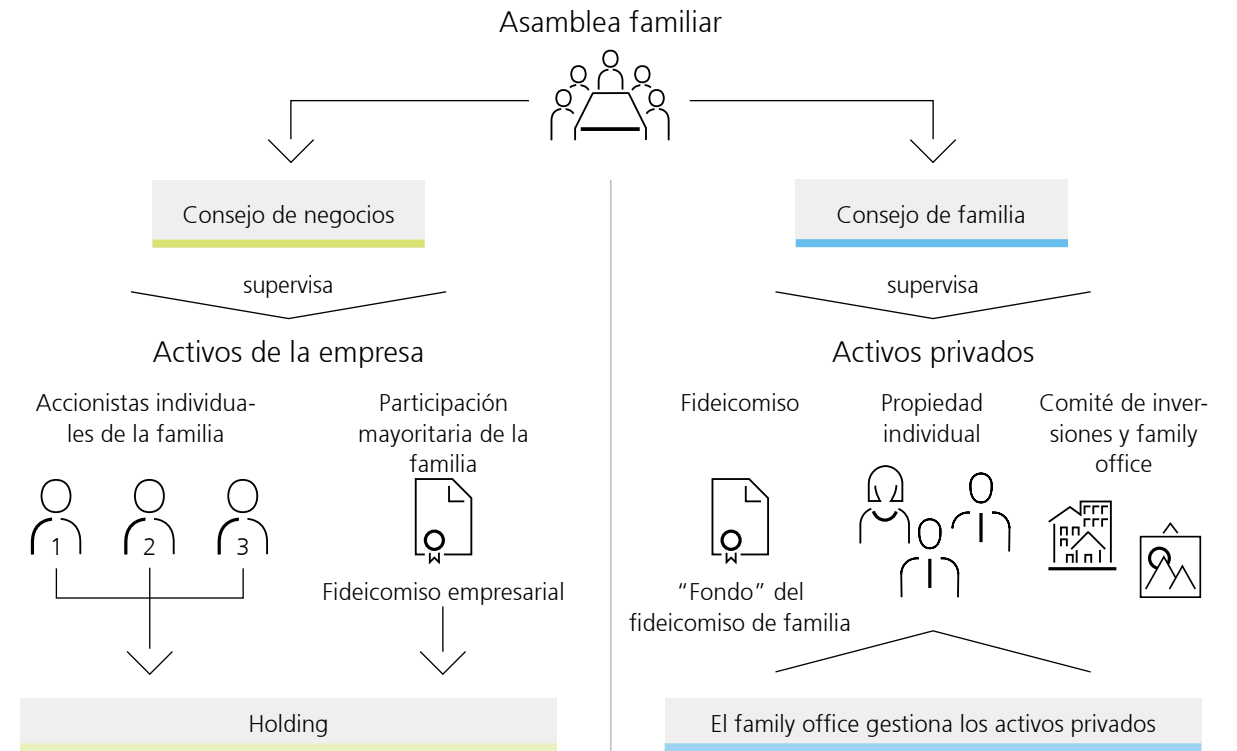 Asamblea familiar
Consejo de negocios
supervisa
Activos de la empresa
Accionistas individua-
les de la familia
Participación
mayoritaria de la
familia
1
2
3
Fideicomiso empresarial
Holding
Consejo de familia
supervisa
Activos privados
Fideicomiso
Propiedad
individual
Comité de inver-
siones y family
office
“Fondo” del
fideicomiso de familia
El family office gestiona los activos privados